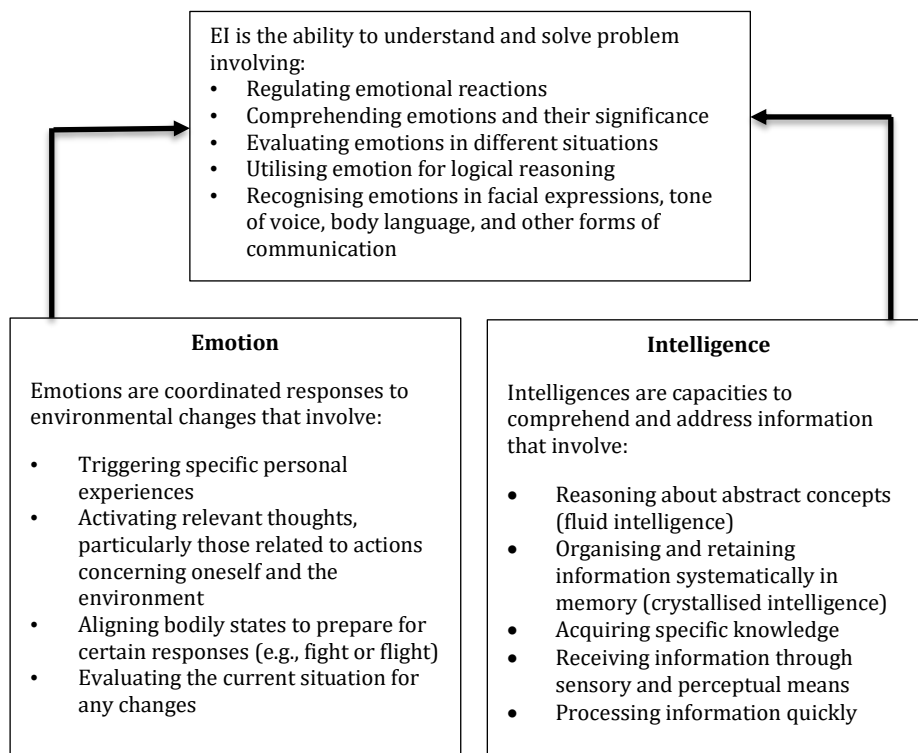 EI is the ability to understand and solve problem
involving:
• Regulating emotional reactions
• Comprehending emotions and their significance
• Evaluating emotions in different situations
• Utilising emotion for logical reasoning
• Recognising emotions in facial expressions, tone
of voice, body language, and other forms of
communication
Emotion
Emotions are coordinated responses to
environmental changes that involve:
• Triggering specific personal
experiences
• Activating relevant thoughts,
particularly those related to actions
concerning oneself and the
environment
• Aligning bodily states to prepare for
certain responses (e.g., fight or flight)
• Evaluating the current situation for
any changes
Intelligence
Intelligences are capacities to
comprehend and address information
that involve:
• Reasoning about abstract concepts
(fluid intelligence)
• Organising and retaining
information systematically in
memory (crystallised intelligence)
• Acquiring specific knowledge
• Receiving information through
sensory and perceptual means
• Processing information quickly